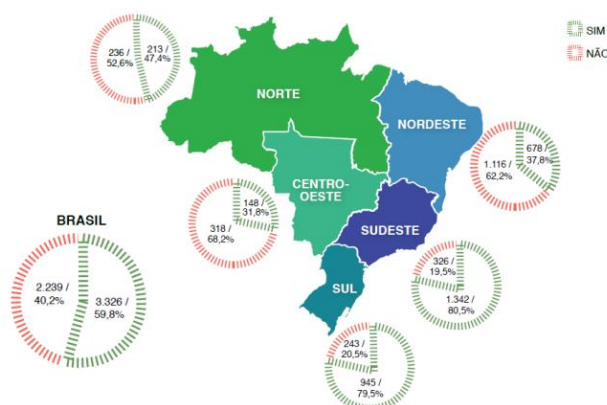 SIM
NÃO
236 /
52,6%
213 /
47,4%
NORTE
NORDESTE
1.116 /
62,2%
678 /
37,8%
CENTRO-
OESTE
148 /
31,8%
318 /
68,2%
SUDESTE
BRASIL
2.239 /
40,2%
3.326 /
59,8%
326 /
19,5%
1.342 /
80,5%
SUL
243 /
20,5%
945 /
79,5%